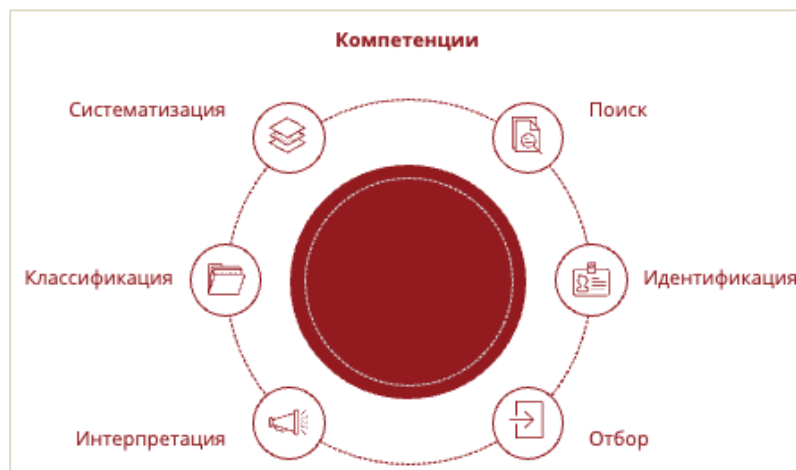 Компетенции
Систематизация
Поиск
Классификация
Идентификация
Интерпретация
Отбор